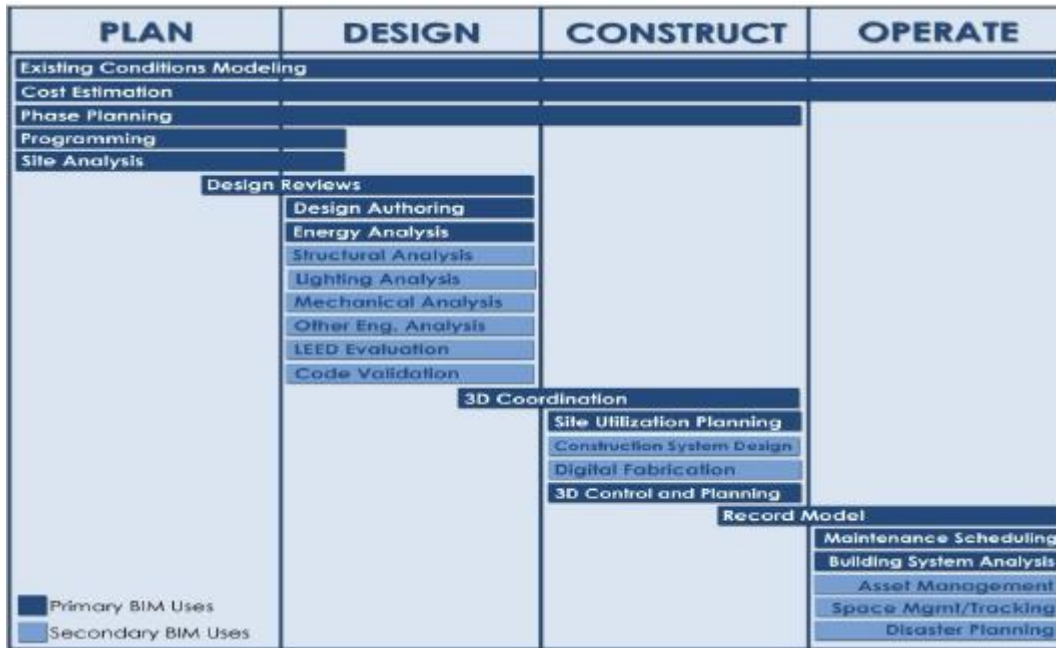 PLAN DESIGN CONSTRUCT OPERATE
Existing Conditions Modeling
Cost Estimation
Phase Planning
Programming
Site Analysis
Design Reviews
Design Authoring
Energy Analysis
Structural Analysis
Lighting Analysis
Mechanical Analysis
Other Eng. Analysis
LEED Evaluation
Code Validation
3D Coordination
Site Utilization Planning
Construction System Design
Digital Fabrication
3D Control and Planning
Record Model
Maintenance Scheduling
Building System Analysis
Asset Management
Space Mgmt/Tracking
Disaster Planning
Primary BIM Uses
Secondary BIM Uses